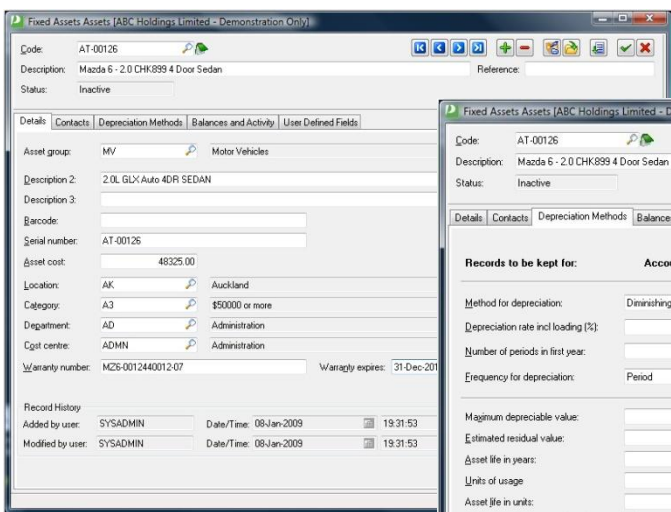 Fixed Assets Assets [ABC Holdings Limited - Demonstration Only]
Code: AT-00126
Description: Mazda 6 - 2.0 CHK899 4 Door Sedan Reference:
Status: Inactive
Details Contacts Depreciation Methods Balances and Activity User Defined Fields
Asset group: MV Motor Vehicles
Description 2: 2.0L GLX Auto 4DR SEDAN
Description 3:
Barcode:
Serial number: AT-00126
Asset cost: 48325.00
Location: AK Auckland
Category: A3 $50000 or more
Department: AD Administration
Cost centre: ADMN Administration
Warranty number: MZ6-0012440012-07 Warranty expires: 31-Dec-201
Record History
Added by user: SYSADMIN Date/Time: 08-Jan-2009 19:31:53
Modified by user: SYSADMIN Date/Time: 08-Jan-2009 19:31:53
Fixed Assets Assets [ABC Holdings Limited - D
Code: AT-00126
Description: Mazda 6 - 2.0 CHK899 4 Door Sedan
Status: Inactive
Details Contacts Depreciation Methods Balances
Records to be kept for: Accou
Method for depreciation: Diminishing
Depreciation rate incl loading (%):
Number of periods in first year:
Frequency for depreciation: Period
Maximum depreciable value:
Estimated residual value:
Asset life in years:
Units of usage
Asset life in units: